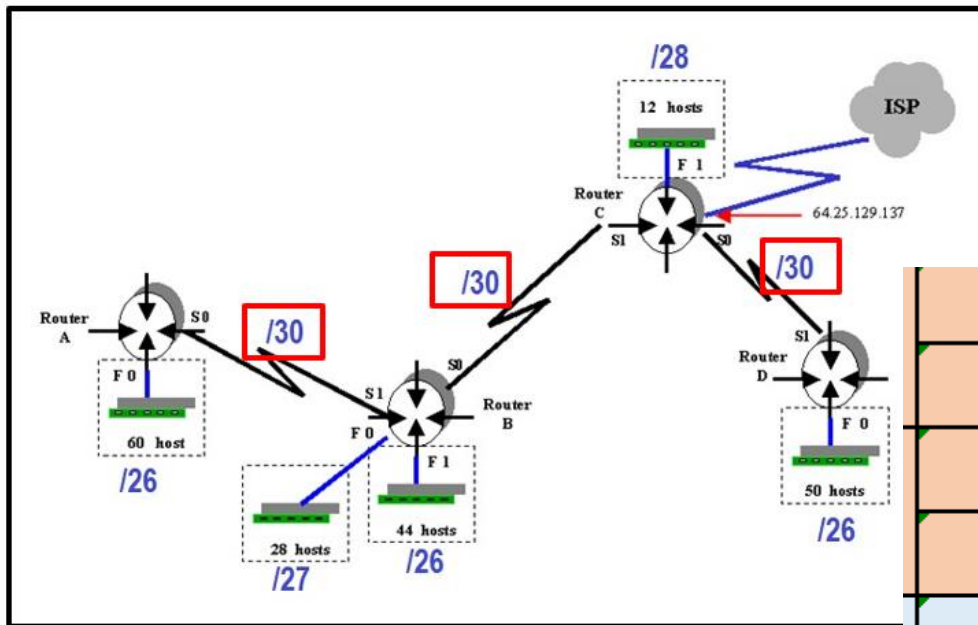 /28
12 hosts
ISP
F 1
Router
C
64.25.129.137
S1
S0
/30
/30
Router
A
S0
/30
S0
S1
Router
D
F 0
S1
Router
B
F 0
F 0
60 host
F 1
50 hosts
/26
44 hosts
28 hosts
/26
/26
/27